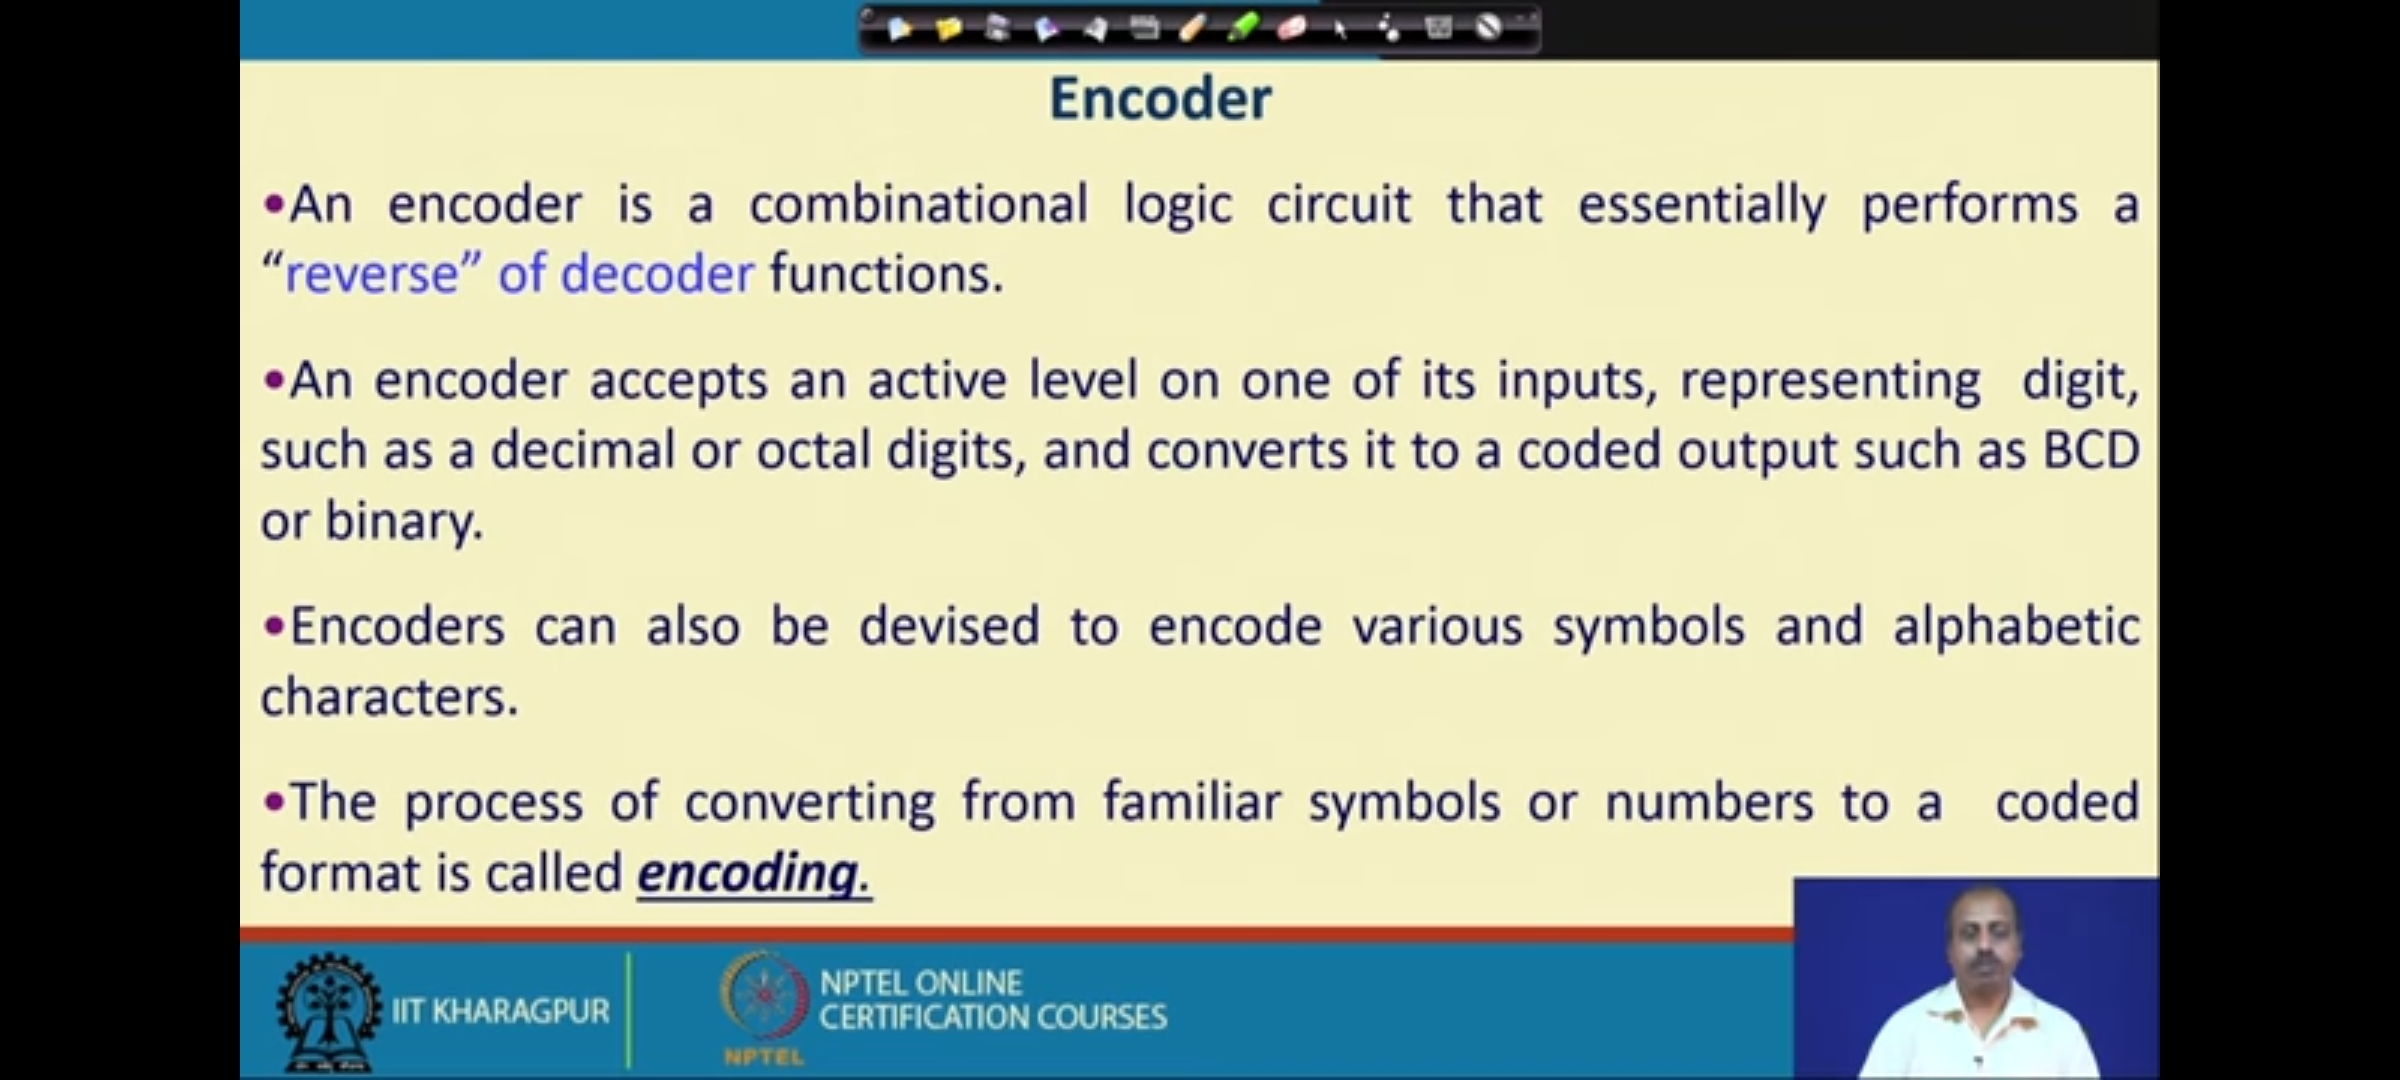 Encoder
•An encoder is a combinational logic circuit that essentially performs a
“reverse” of decoder functions.
•An encoder accepts an active level on one of its inputs, representing digit,
such as a decimal or octal digits, and converts it to a coded output such as BCD
or binary.
•Encoders can also be devised to encode various symbols and alphabetic
characters.
•The process of converting from familiar symbols or numbers to a coded
format is called encoding.
IIT KHARAGPUR
NPTEL
NPTEL ONLINE
CERTIFICATION COURSES